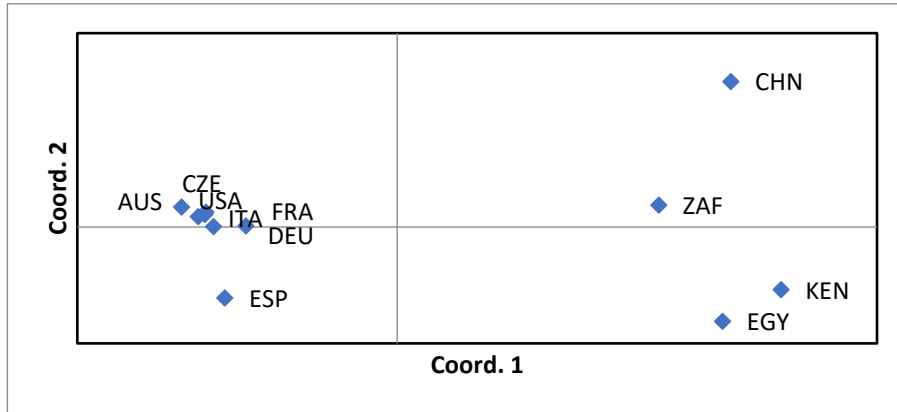 CHN
CZE
USA
AUS
ITA
FRA
DEU
ZAF
ESP
KEN
EGY
Coord. 2
Coord. 1